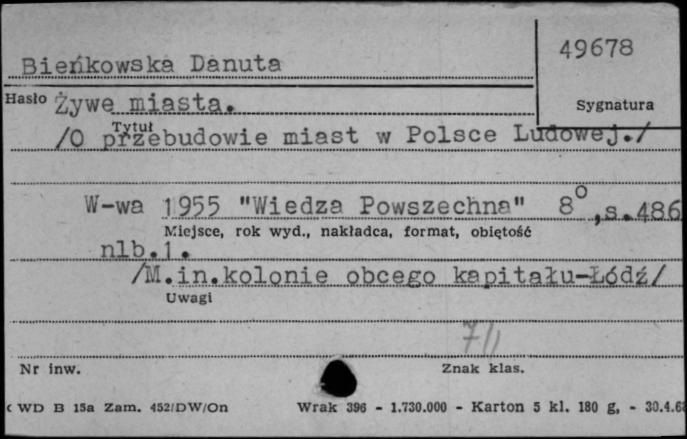 49678
Bieńkowska Danuta
Hasło Żywe miasta. Sygnatura
Tytuł
/O przebudowie miast w Polsce Ludowej./
W-wa 1955 "Wiedza Powszechna" 8°,s.486
Miejsce, rok wyd., nakładca, format, objętość
nlb.1.
/M.in.kolonie obcego kapitału-Łódź/
Uwagi
Nr inw. Znak klas.
WD B 15a Zam. 452/DW/On Wrak 396 - 1.730.000 - Karton 5 kl. 180 g, - 30.4.6